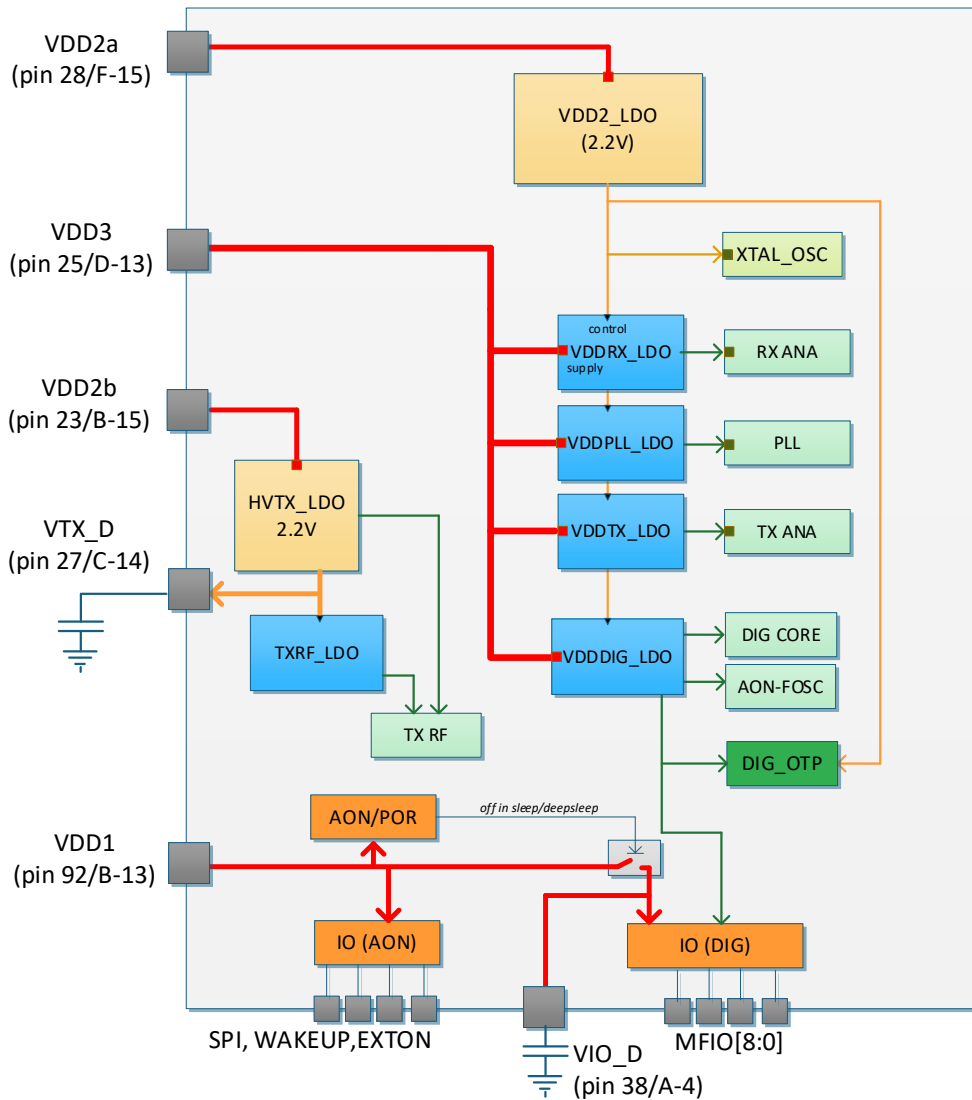 VDD2a
(pin 28/F-15)
VDD2_LDO
(2.2V)
VDD3
(pin 25/D-13)
XTAL_OSC
control
VDDRX_LDO
supply
RX ANA
VDD2b
(pin 23/B-15)
VDDPLL_LDO
PLL
HVTX_LDO
2.2V
VDDTX_LDO
TX ANA
VTX_D
(pin 27/C-14)
TXRF_LDO
VDDDIG_LDO
DIG CORE
AON-FOSC
TX RF
DIG_OTP
AON/POR
off in sleep/deepsleep
VDD1
(pin 92/B-13)
IO (AON)
IO (DIG)
SPI, WAKEUP,EXTON
MFIO[8:0]
VIO_D
(pin 38/A-4)